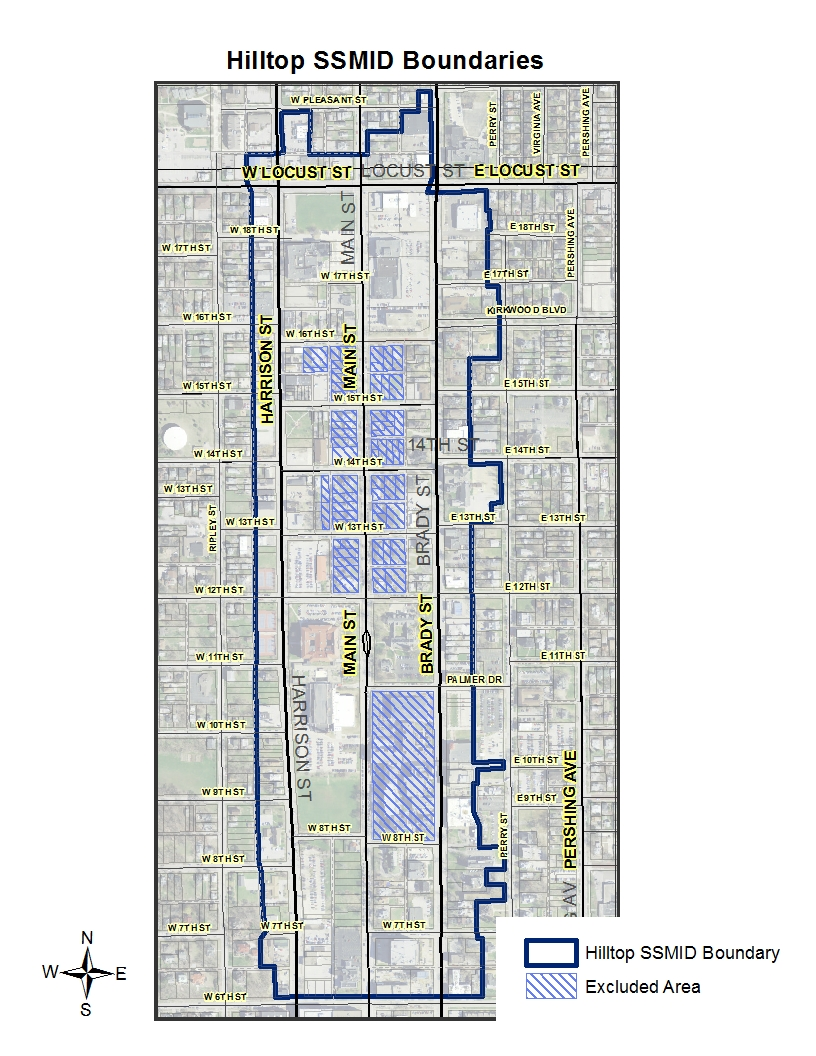 Hilltop SSMID Boundaries
W PLEASANT ST
PERRY ST
VIRGINIA AVE
PERSHING AVE
W LOCUST ST
LOCUST ST
E LOCUST ST
MAIN ST
W 18TH ST
E 18TH ST
PERSHING AVE
W 17TH ST
W 17TH ST
E 17TH ST
W 16TH ST
KIRKWOOD BLVD
HARRISON ST
W 16TH ST
MAIN ST
W 15TH ST
W 15TH ST
E 15TH ST
14TH ST
W 14TH ST
W 14TH ST
E 14TH ST
W 13TH ST
RIPLEY ST
W 13TH ST
W 13TH ST
BRADY ST
E 13TH ST
E 13TH ST
W 12TH ST
E 12TH ST
MAIN ST
BRADY ST
W 11TH ST
E 11TH ST
PALMER DR
HARRISON ST
W 10TH ST
E 10TH ST
PERSHING AVE
W 9TH ST
E 9TH ST
W 8TH ST
W 8TH ST
PERRY ST
W 8TH ST
G AV
W 7TH ST
W 7TH ST
W 7TH ST
N
W
E
S
W 6TH ST
Hilltop SSMID Boundary
Excluded Area